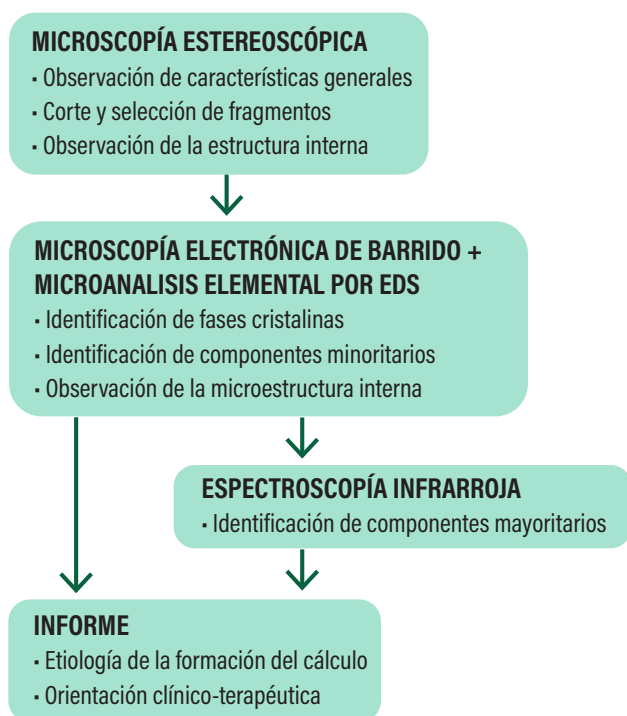 MICROSCOPÍA ESTEREOSCÓPICA
· Observación de características generales
· Corte y selección de fragmentos
· Observación de la estructura interna
MICROSCOPÍA ELECTRÓNICA DE BARRIDO +
MICROANALISIS ELEMENTAL POR EDS
· Identificación de fases cristalinas
· Identificación de componentes minoritarios
· Observación de la microestructura interna
ESPECTROSCOPÍA INFRARROJA
· Identificación de componentes mayoritarios
INFORME
· Etiología de la formación del cálculo
· Orientación clínico-terapéutica